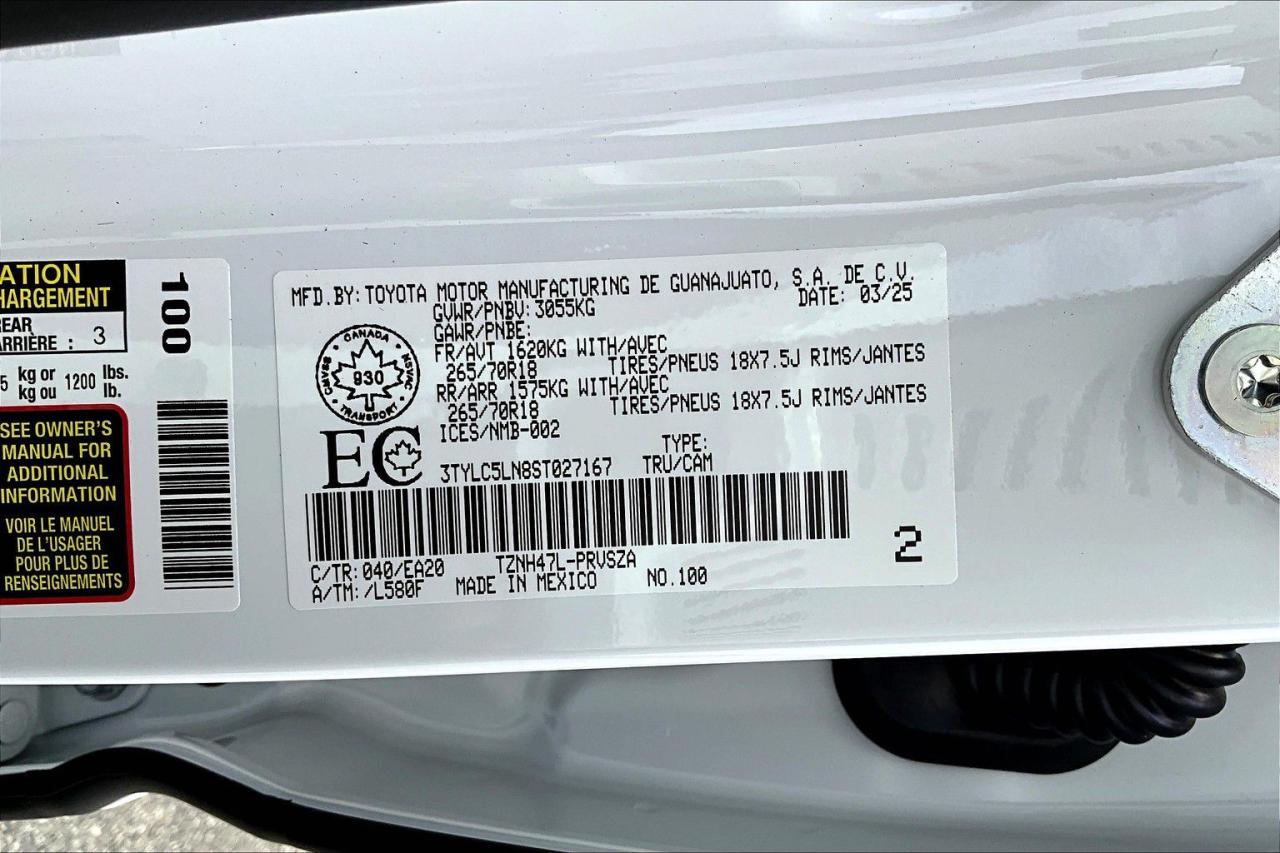 ATION
HARGEMENT
REAR
ARRIÈRE : 3
5 kg or 1200 lbs.
kg ou lb.
SEE OWNER'S
MANUAL FOR
ADDITIONAL
INFORMATION
VOIR LE MANUEL
DE L'USAGER
POUR PLUS DE
RENSEIGNEMENTS
100
MFD.BY: TOYOTA MOTOR MANUFACTURING DE GUANAJUATO, S.A. DE C.V.
GVWR/PNBV: 3055KG DATE: 03/25
GAWR/PNBE:
FR/AVT 1620KG WITH/AVEC
265/70R18 TIRES/PNEUS 18X7.5J RIMS/JANTES
RR/ARR 1575KG WITH/AVEC
265/70R18 TIRES/PNEUS 18X7.5J RIMS/JANTES
ICES/NMB-002
CANADA
CMVSS NSVAC
930
TRANSPORT
EC
TYPE:
3TYLC5LN8ST027167 TRU/CAM
2
C/TR: 040/EA20 TZNH47L-PRVSZA
A/TM: /L580F MADE IN MEXICO NO.100